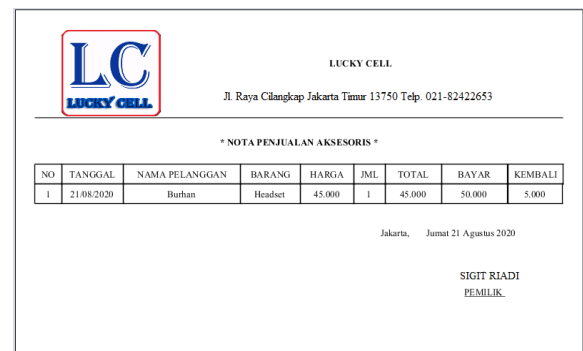 LC
LUCKY CELL
LUCKY CELL
Jl. Raya Cilangkap Jakarta Timur 13750 Telp. 021-82422653
* NOTA PENJUALAN AKSESORIS *
NO TANGGAL NAMA PELANGGAN BARANG HARGA JML TOTAL BAYAR KEMBALI
1 21/08/2020 Burhan Headset 45.000 1 45.000 50.000 5.000
Jakarta, Jumat 21 Agustus 2020
SIGIT RIADI
PEMILIK